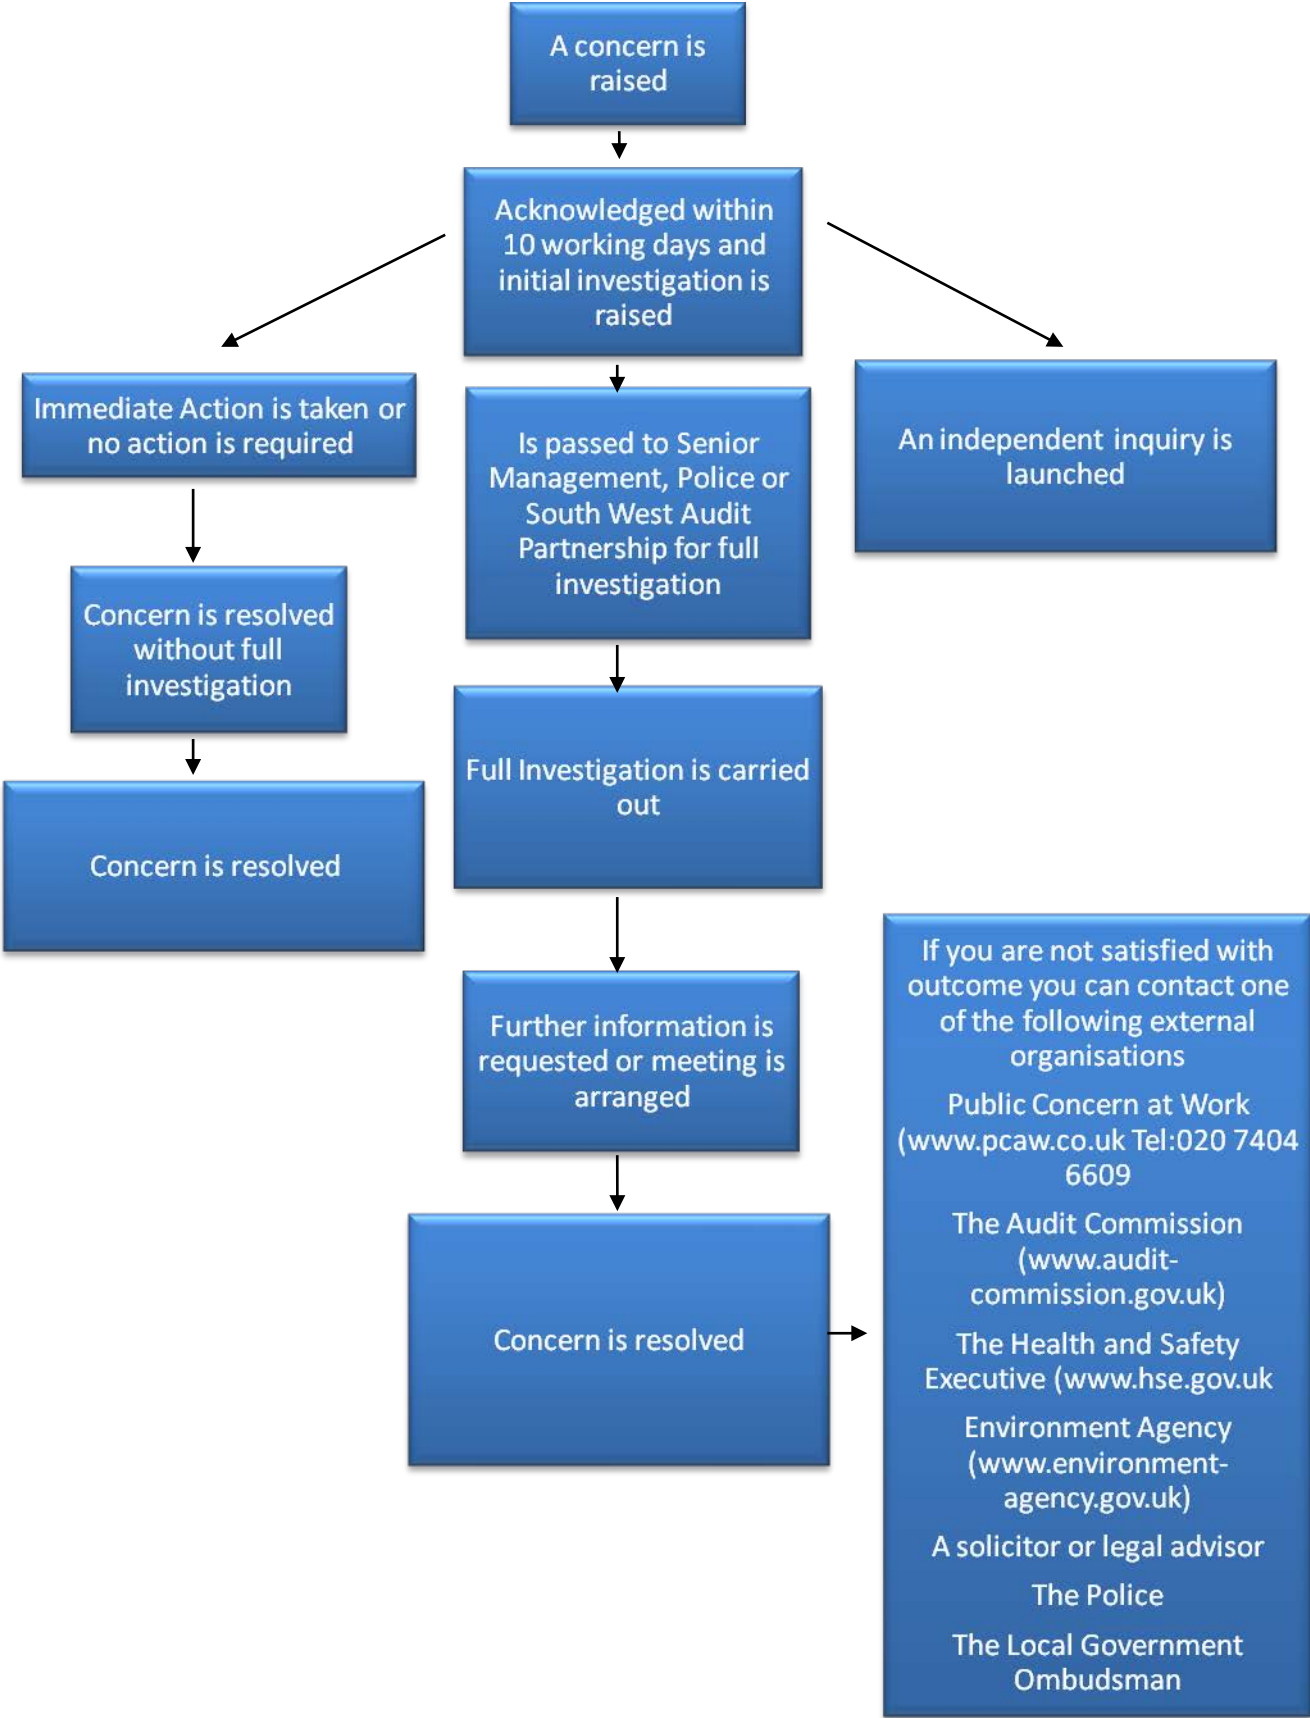 A concern is
raised
Acknowledged within
10 working days and
initial investigation is
raised
Immediate Action is taken or
no action is required
Is passed to Senior
Management, Police or
South West Audit
Partnership for full
investigation
An independent inquiry is
launched
Concern is resolved
without full
investigation
Full Investigation is carried
out
Concern is resolved
Further information is
requested or meeting is
arranged
Concern is resolved
If you are not satisfied with
outcome you can contact one
of the following external
organisations
Public Concern at Work
(www.pcaw.co.uk Tel:020 7404
6609
The Audit Commission
(www.audit-
commission.gov.uk)
The Health and Safety
Executive (www.hse.gov.uk
Environment Agency
(www.environment-
agency.gov.uk)
A solicitor or legal advisor
The Police
The Local Government
Ombudsman